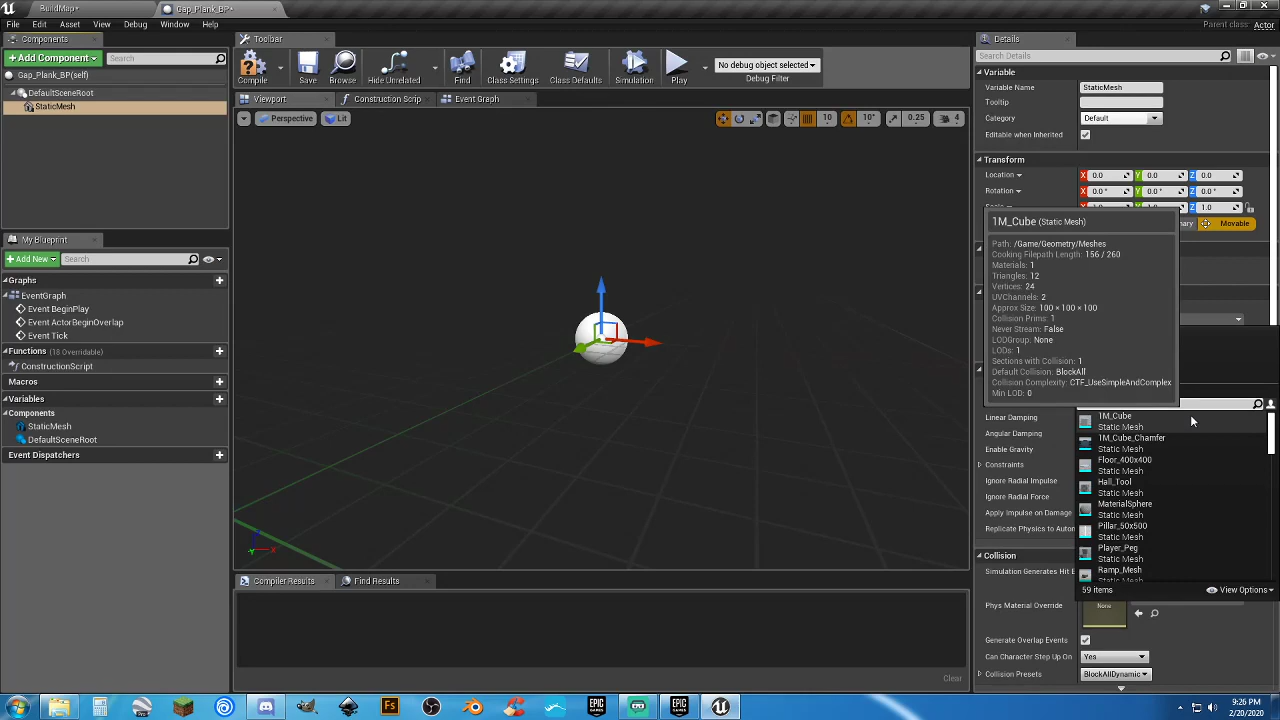 BuildMap*
Gap_Plank_BP*
File Edit Asset View Debug Window Help
Parent class: Actor
Components
+ Add Component
Search
Gap_Plank_BP(self)
DefaultSceneRoot
StaticMesh
My Blueprint
+ Add New
Search
Graphs
EventGraph
Event BeginPlay
Event ActorBeginOverlap
Event Tick
Functions (18 Overridable)
ConstructionScript
Macros
Variables
Components
StaticMesh
DefaultSceneRoot
Event Dispatchers
Toolbar
Compile
Save
Browse
Hide Unrelated
Find
Class Settings
Class Defaults
Simulation
Play
No debug object selected
Debug Filter
Viewport
Construction Scrip
Event Graph
Perspective
Lit
10
10°
0.25
4
Compiler Results
Find Results
Clear
Details
Search Details
Variable
Variable Name StaticMesh
Tooltip
Category Default
Editable when Inherited
Transform
Location X 0.0 Y 0.0 Z 0.0
Rotation X 0.0 ° Y 0.0 ° Z 0.0 °
1.0
Movable
1M_Cube (Static Mesh)
Path: /Game/Geometry/Meshes
Cooking Filepath Length: 156 / 260
Materials: 1
Triangles: 12
Vertices: 24
UVChannels: 2
Approx Size: 100 × 100 × 100
Collision Prims: 1
Never Stream: False
LODGroup: None
LODs: 1
Sections with Collision: 1
Default Collision: BlockAll
Collision Complexity: CTF_UseSimpleAndComplex
Min LOD: 0
1M_Cube
Static Mesh
1M_Cube_Chamfer
Static Mesh
Floor_400x400
Static Mesh
Hall_Tool
Static Mesh
MaterialSphere
Static Mesh
Pillar_50x500
Static Mesh
Player_Peg
Static Mesh
Ramp_Mesh
Static Mesh
59 items
View Options
Linear Damping
Angular Damping
Enable Gravity
Constraints
Ignore Radial Impulse
Ignore Radial Force
Apply Impulse on Damage
Replicate Physics to Auton
Collision
Simulation Generates Hit E
Phys Material Override
None
Generate Overlap Events
Can Character Step Up On Yes
Collision Presets BlockAllDynamic
9:26 PM
2/20/2020